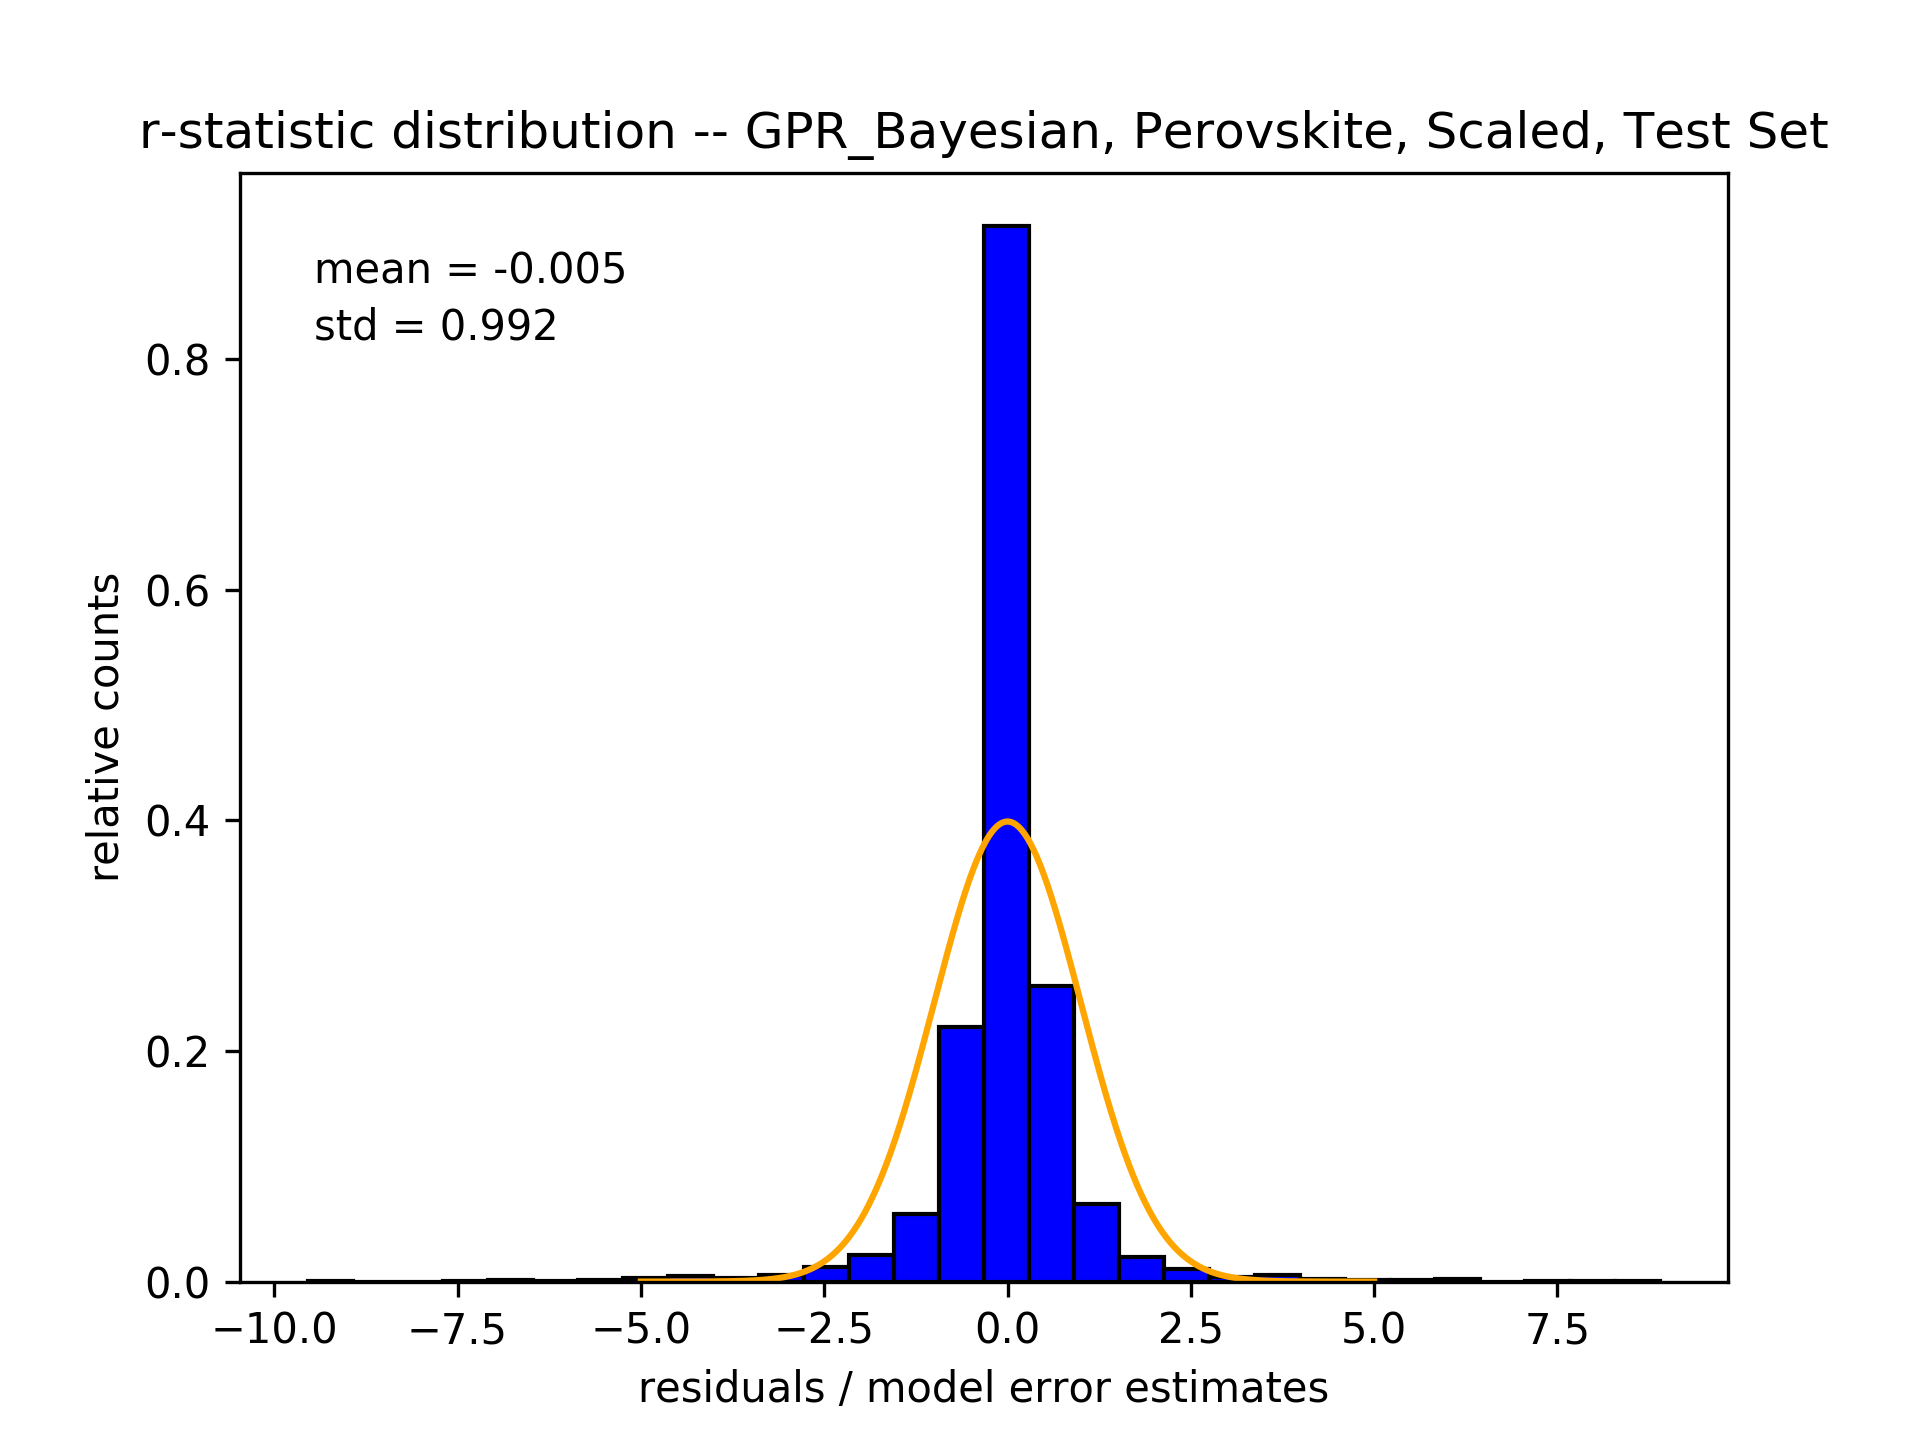 r-statistic distribution -- GPR_Bayesian, Perovskite, Scaled, Test Set
mean = -0.005
std = 0.992
0.8
0.6
0.4
0.2
0.0
relative counts
−10.0 −7.5 −5.0 −2.5 0.0 2.5 5.0 7.5
residuals / model error estimates